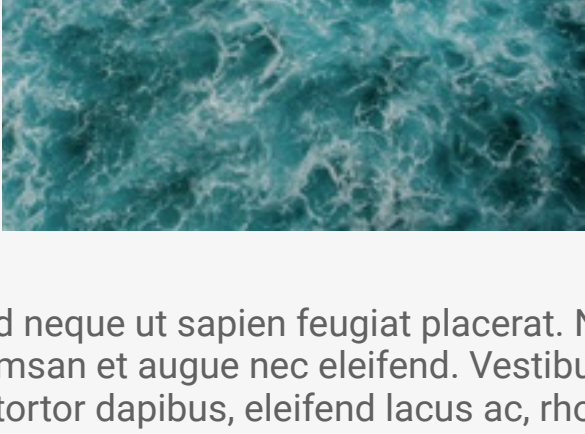 d neque ut sapien feugiat placerat. N
msan et augue nec eleifend. Vestibu
tortor dapibus, eleifend lacus ac, rho